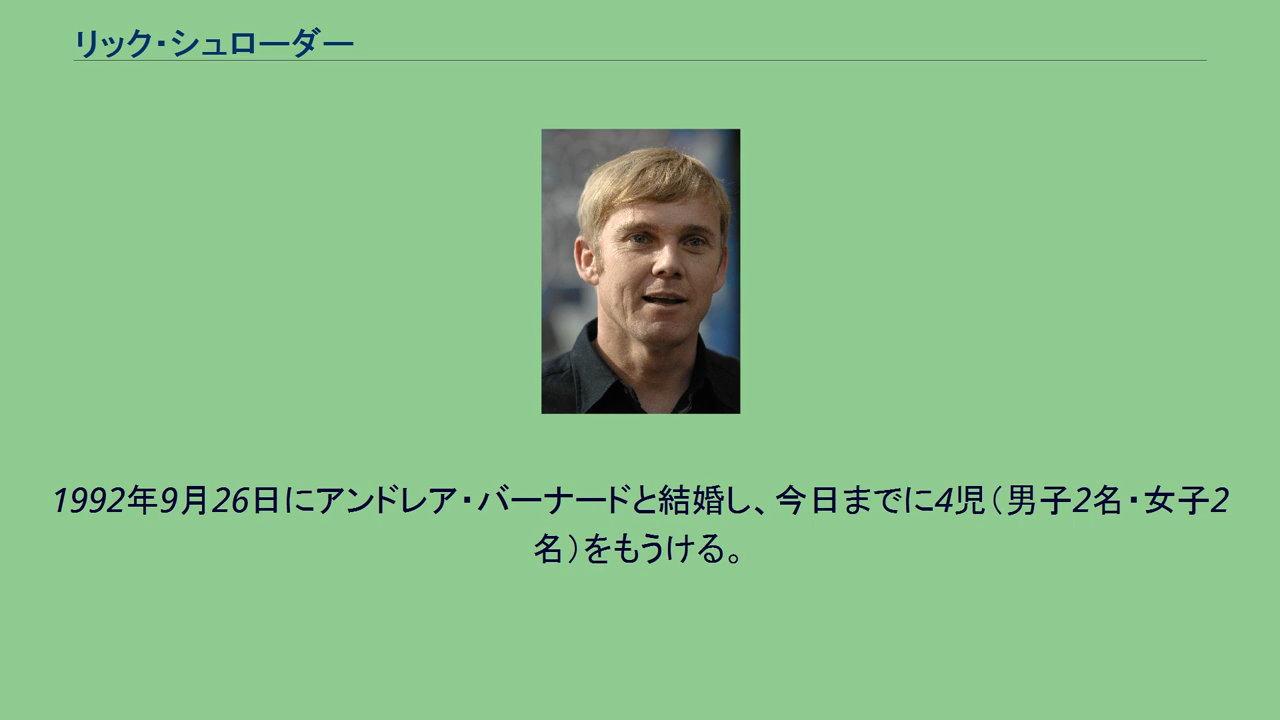 リック・シュローダー
1992年9月26日にアンドレア・バーナードと結婚し、今日までに4児（男子2名・女子2
名）をもうける。